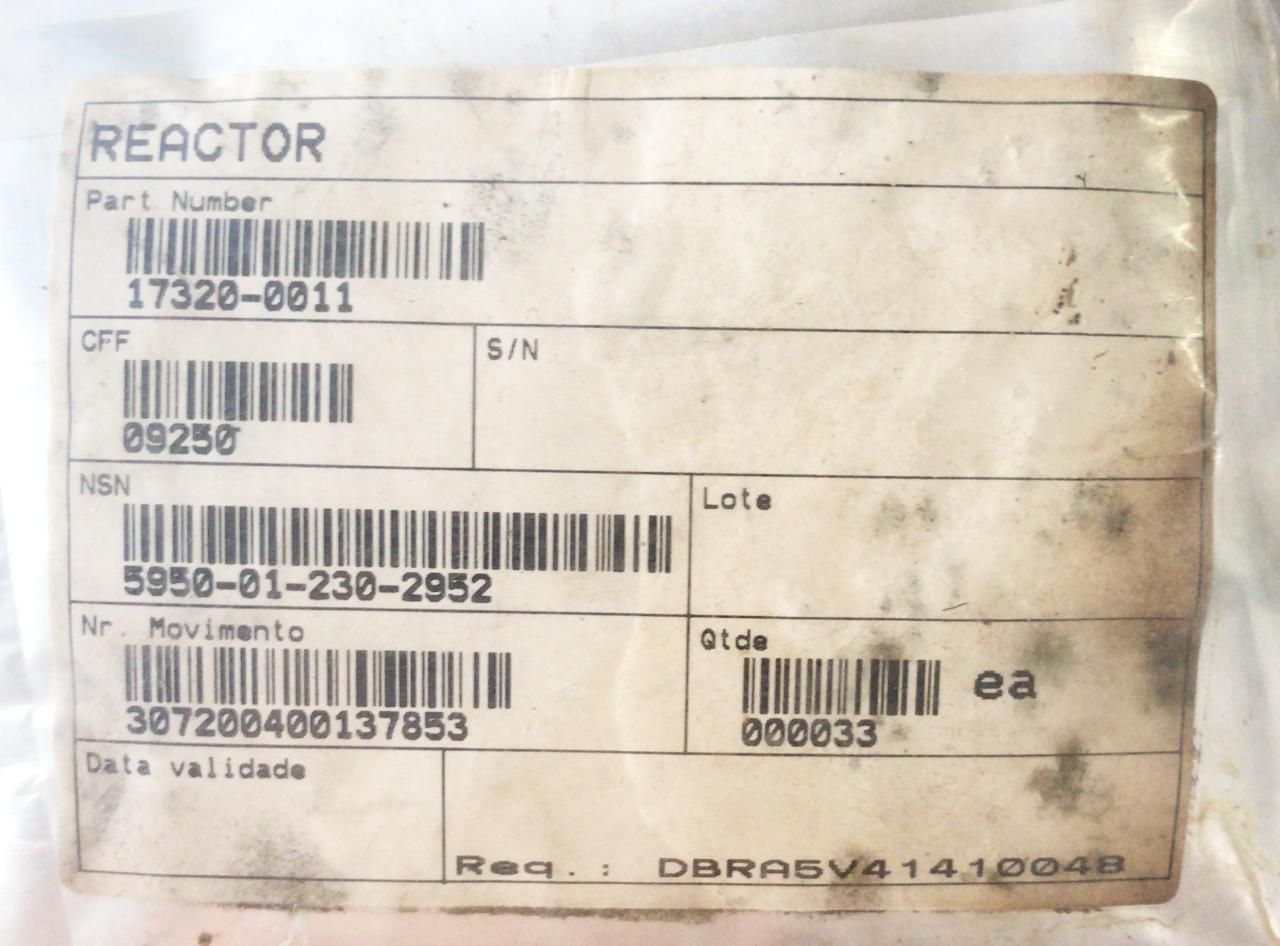 REACTOR
Part Number
17320-0011
CFF
09250
S/N
NSN
5950-01-230-2952
Lote
Nr. Movimento
307200400137853
Qtde
ea
000033
Data validade
Req.: DBRA5V41410048